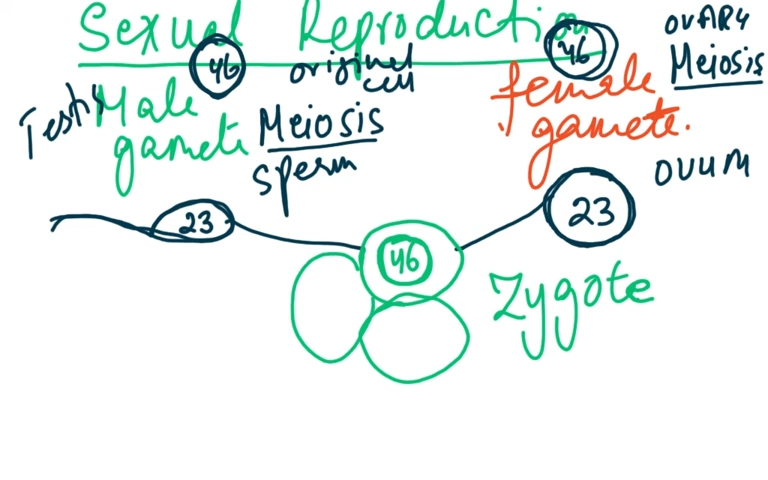 Sexual Reproduction
46
original
cell
46
OVARY
Meiosis
Testis
Male
gamete
Meiosis
sperm
female
gamete.
OVUM
23
46
23
Zygote